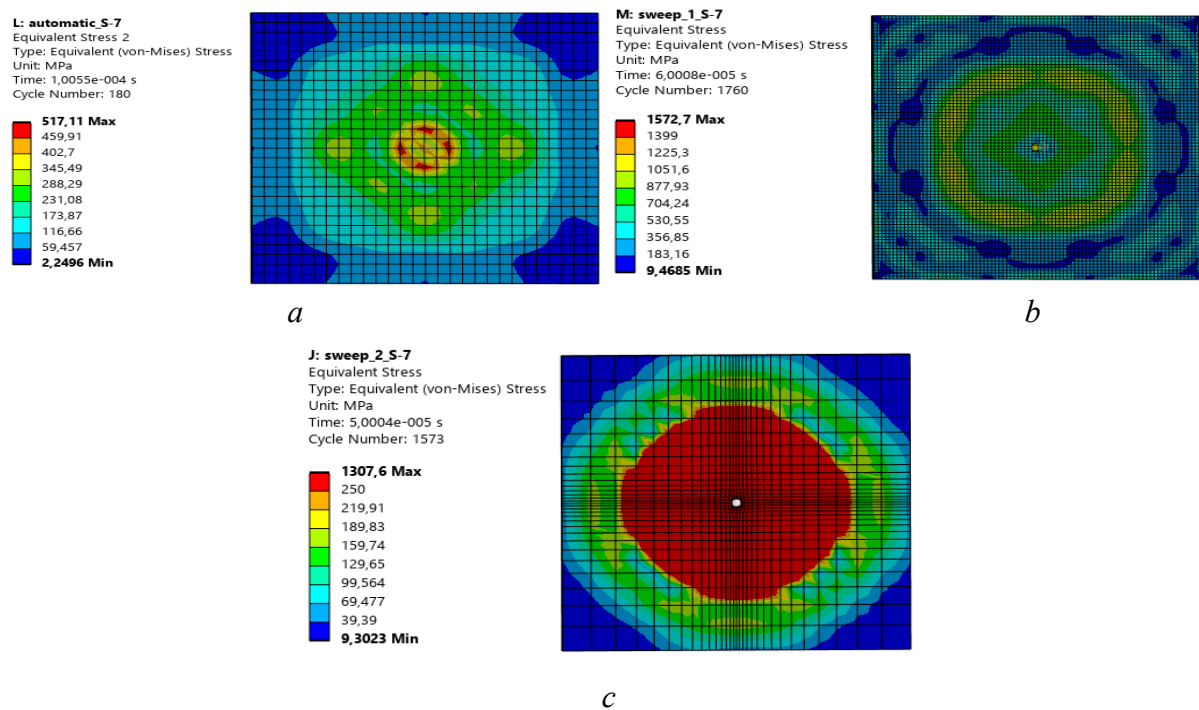 L: automatic_S-7
Equivalent Stress 2
Type: Equivalent (von-Mises) Stress
Unit: MPa
Time: 1,0055e-004 s
Cycle Number: 180
517,11 Max
459,91
402,7
345,49
288,29
231,08
173,87
116,66
59,457
2,2496 Min
a
M: sweep_1_S-7
Equivalent Stress
Type: Equivalent (von-Mises) Stress
Unit: MPa
Time: 6,0008e-005 s
Cycle Number: 1760
1572,7 Max
1399
1225,3
1051,6
877,93
704,24
530,55
356,85
183,16
9,4685 Min
b
J: sweep_2_S-7
Equivalent Stress
Type: Equivalent (von-Mises) Stress
Unit: MPa
Time: 5,0004e-005 s
Cycle Number: 1573
1307,6 Max
250
219,91
189,83
159,74
129,65
99,564
69,477
39,39
9,3023 Min
c